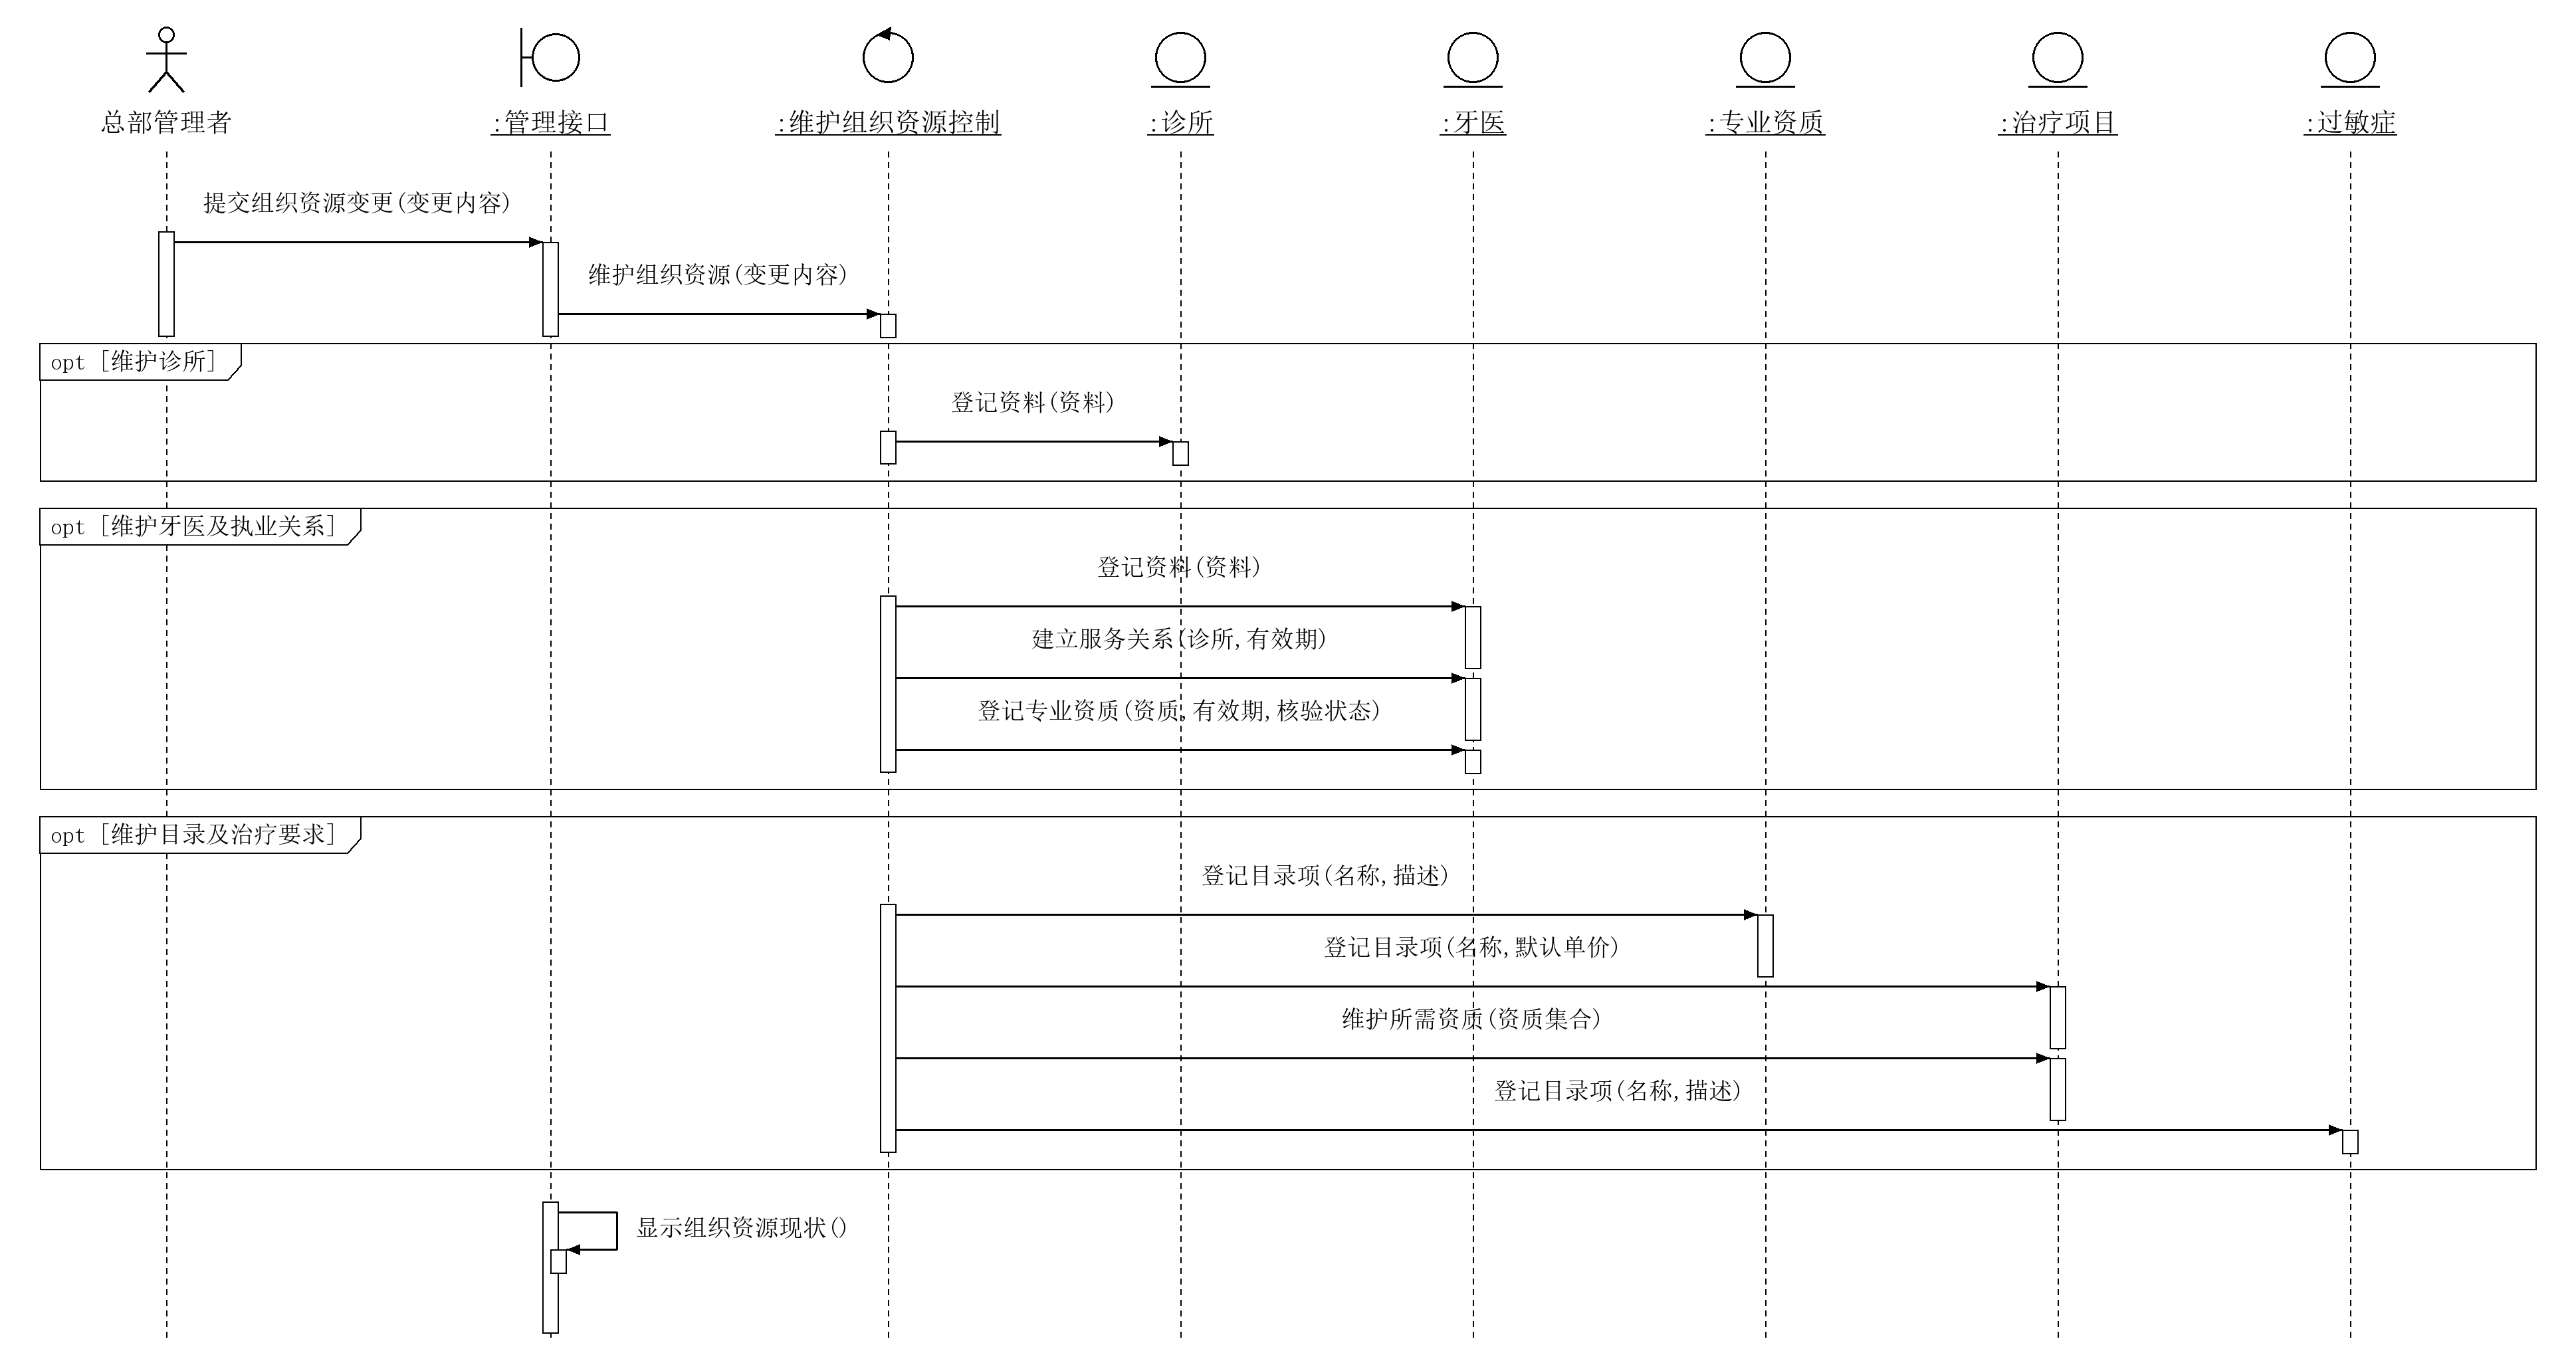 总部管理者
:管理接口
:维护组织资源控制
:诊所
:牙医
:专业资质
:治疗项目
:过敏症
提交组织资源变更(变更内容)
维护组织资源(变更内容)
opt [维护诊所]
登记资料(资料)
opt [维护牙医及执业关系]
登记资料(资料)
建立服务关系(诊所,有效期)
登记专业资质(资质,有效期,核验状态)
opt [维护目录及治疗要求]
登记目录项(名称,描述)
登记目录项(名称,默认单价)
维护所需资质(资质集合)
登记目录项(名称,描述)
显示组织资源现状()